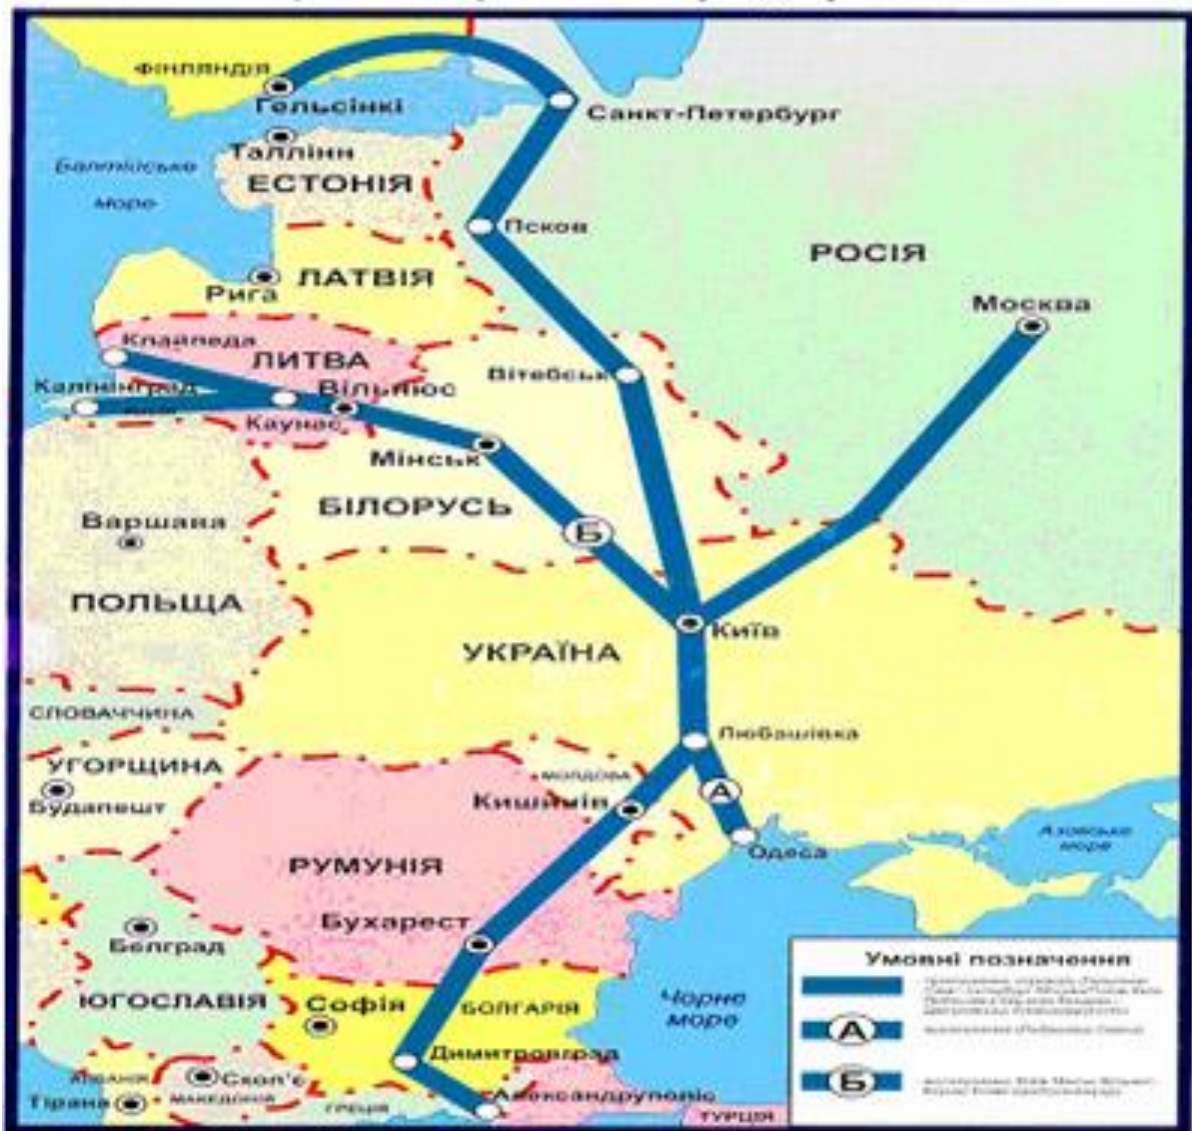 ФІНЛЯНДІЯ
Гельсінкі
Санкт-Петербург
Таллінн
Балтійське
море
ЕСТОНІЯ
Псков
РОСІЯ
ЛАТВІЯ
Рига
Москва
Клайпеда
ЛИТВА
Вітебськ
Калінінград
Вільнюс
Каунас
Мінськ
БІЛОРУСЬ
Варшава
Б
ПОЛЬЩА
Київ
УКРАЇНА
СЛОВАЧЧИНА
Любашівка
УГОРЩИНА
МОЛДОВА
Будапешт
Кишинів
А
Азовське
море
Одеса
РУМУНІЯ
Бухарест
Белград
Умовні позначення
ЮГОСЛАВІЯ
Софія
БОЛГАРІЯ
Чорне
море
А
Димитровград
АЛБАНІЯ
Скоп'є
Б
Тірана
МАКЕДОНІЯ
ГРЕЦІЯ
Александруполіс
ТУРЦІЯ